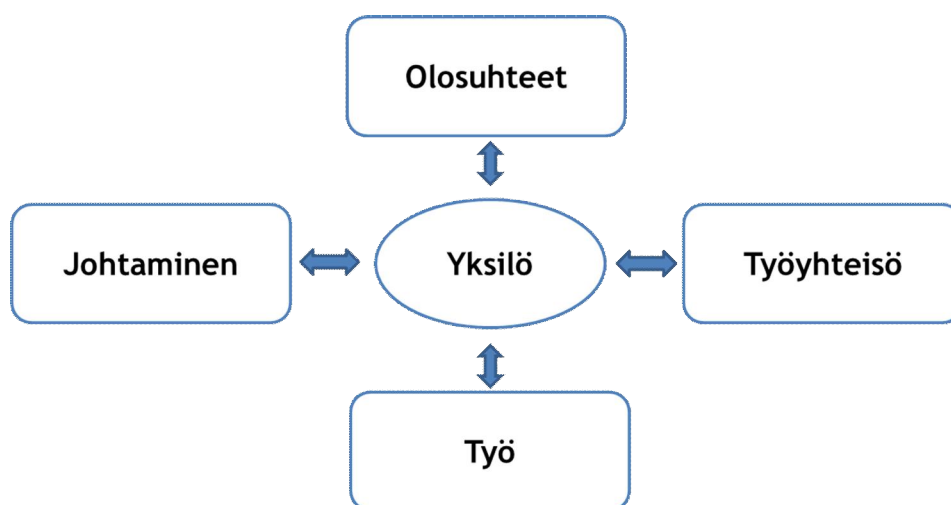 Olosuhteet
Johtaminen
Yksilö
Työyhteisö
Työ